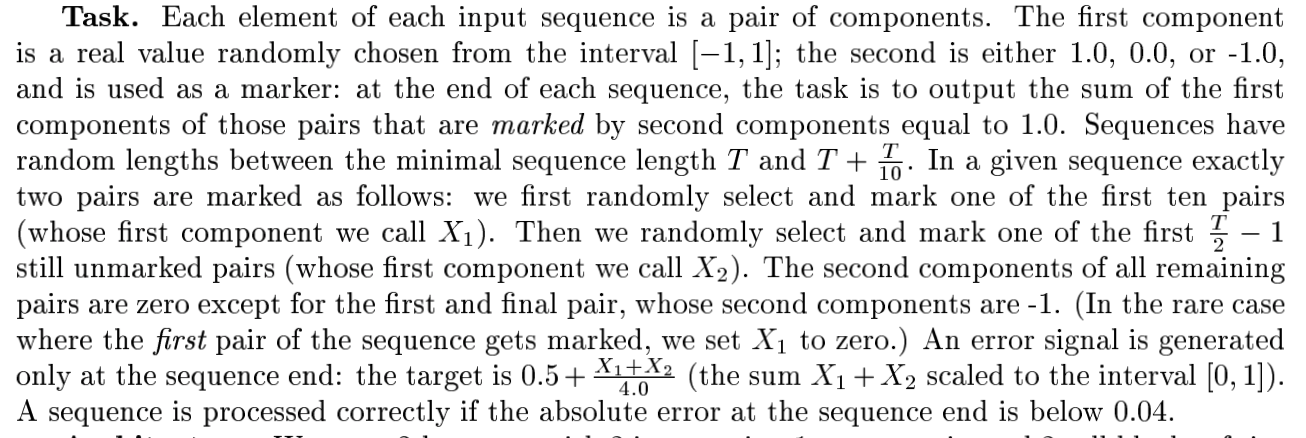 Task. Each element of each input sequence is a pair of components. The first component
is a real value randomly chosen from the interval [−1, 1]; the second is either 1.0, 0.0, or -1.0,
and is used as a marker: at the end of each sequence, the task is to output the sum of the first
components of those pairs that are marked by second components equal to 1.0. Sequences have
random lengths between the minimal sequence length T and T + T/10. In a given sequence exactly
two pairs are marked as follows: we first randomly select and mark one of the first ten pairs
(whose first component we call X₁). Then we randomly select and mark one of the first T/2 − 1
still unmarked pairs (whose first component we call X₂). The second components of all remaining
pairs are zero except for the first and final pair, whose second components are -1. (In the rare case
where the first pair of the sequence gets marked, we set X₁ to zero.) An error signal is generated
only at the sequence end: the target is 0.5 + (X₁+X₂)/4.0 (the sum X₁ + X₂ scaled to the interval [0, 1]).
A sequence is processed correctly if the absolute error at the sequence end is below 0.04.